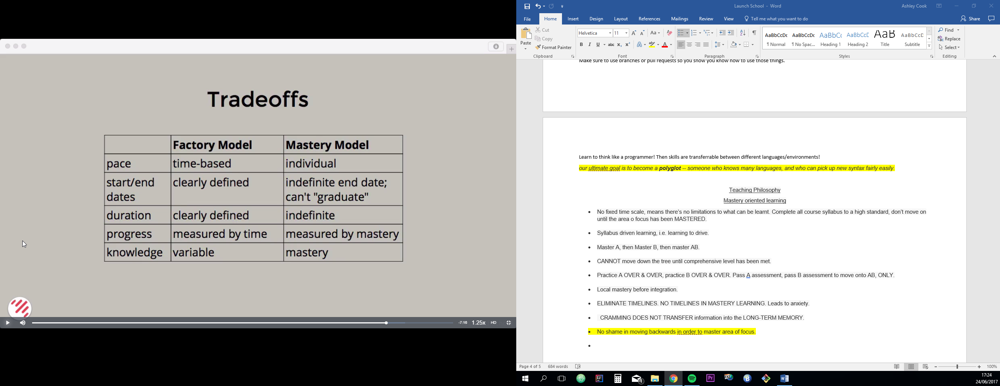 Tradeoffs
Factory Model Mastery Model
pace time-based individual
start/end clearly defined indefinite end date;
dates can't "graduate"
duration clearly defined indefinite
progress measured by time measured by mastery
knowledge variable mastery
-7:16 1.25x HD
Launch School - Word Ashley Cook
File Home Insert Design Layout References Mailings Review View Tell me what you want to do Share
Paste
Cut
Copy
Format Painter
Clipboard
Helvetica 11
Aa
B I U abc x₂ x²
Font
Paragraph
AaBbCcDc AaBbCcDc AaBbCc AaBbCcC AaB AaBbCcD
¶ Normal ¶ No Spac... Heading 1 Heading 2 Title Subtitle
Styles
Find
Replace
Select
Editing
Make sure to use branches or pull requests so you show you know how to use those things.
Learn to think like a programmer! Then skills are transferrable between different languages/environments!
our ultimate goal is to become a polyglot -- someone who knows many languages, and who can pick up new syntax fairly easily.
Teaching Philosophy
Mastery oriented learning
• No fixed time scale, means there's no limitations to what can be learnt. Complete all course syllabus to a high standard, don't move on
until the area o focus has been MASTERED.
• Syllabus driven learning, i.e. learning to drive.
• Master A, then Master B, then master AB.
• CANNOT move down the tree until comprehensive level has been met.
• Practice A OVER & OVER, practice B OVER & OVER. Pass A assessment, pass B assessment to move onto AB, ONLY.
• Local mastery before integration.
• ELIMINATE TIMELINES. NO TIMELINES IN MASTERY LEARNING. Leads to anxiety.
• CRAMMING DOES NOT TRANSFER information into the LONG-TERM MEMORY.
• No shame in moving backwards in order to master area of focus.
•
Page 4 of 5 684 words 100%
IJ 1 Pr B W
17:24
24/06/2017